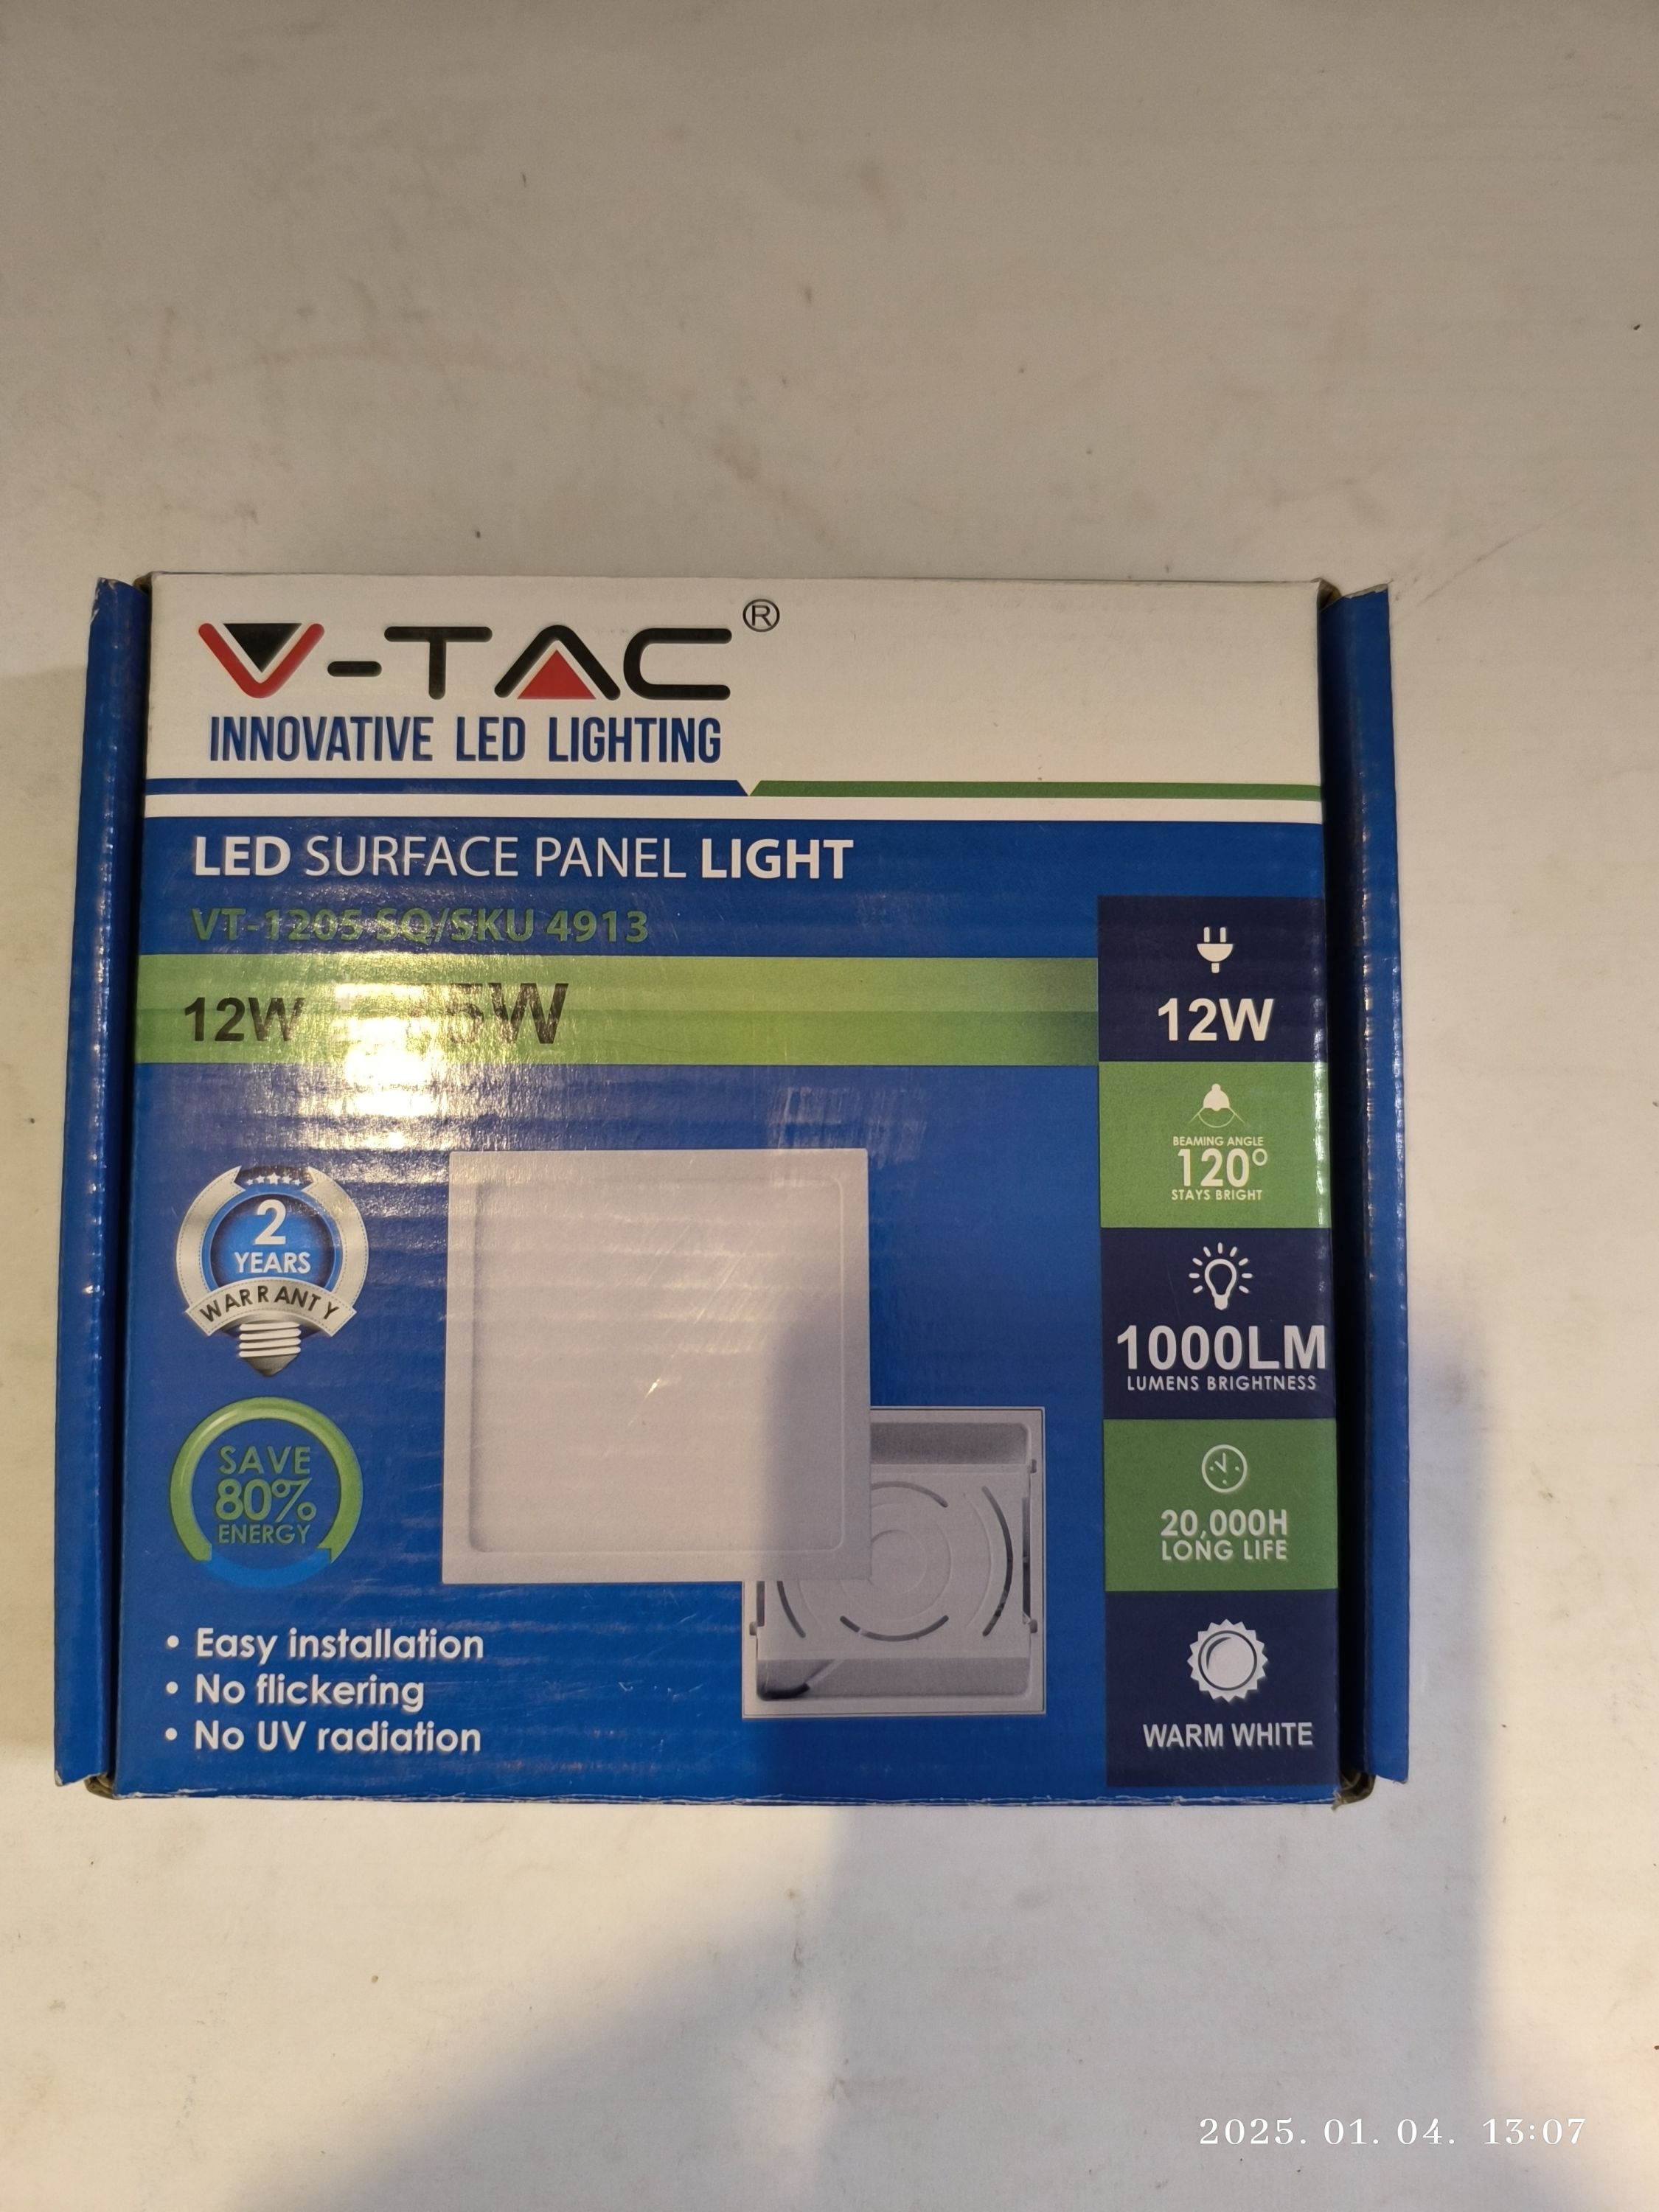 V-TAC®
INNOVATIVE LED LIGHTING
LED SURFACE PANEL LIGHT
VT-1205 SQ/SKU 4913
12W
12W
BEAMING ANGLE
120°
STAYS BRIGHT
1000LM
LUMENS BRIGHTNESS
20,000H
LONG LIFE
WARM WHITE
2
YEARS
WARRANTY
SAVE
80%
ENERGY
• Easy installation
• No flickering
• No UV radiation
2025. 01. 04. 13:07